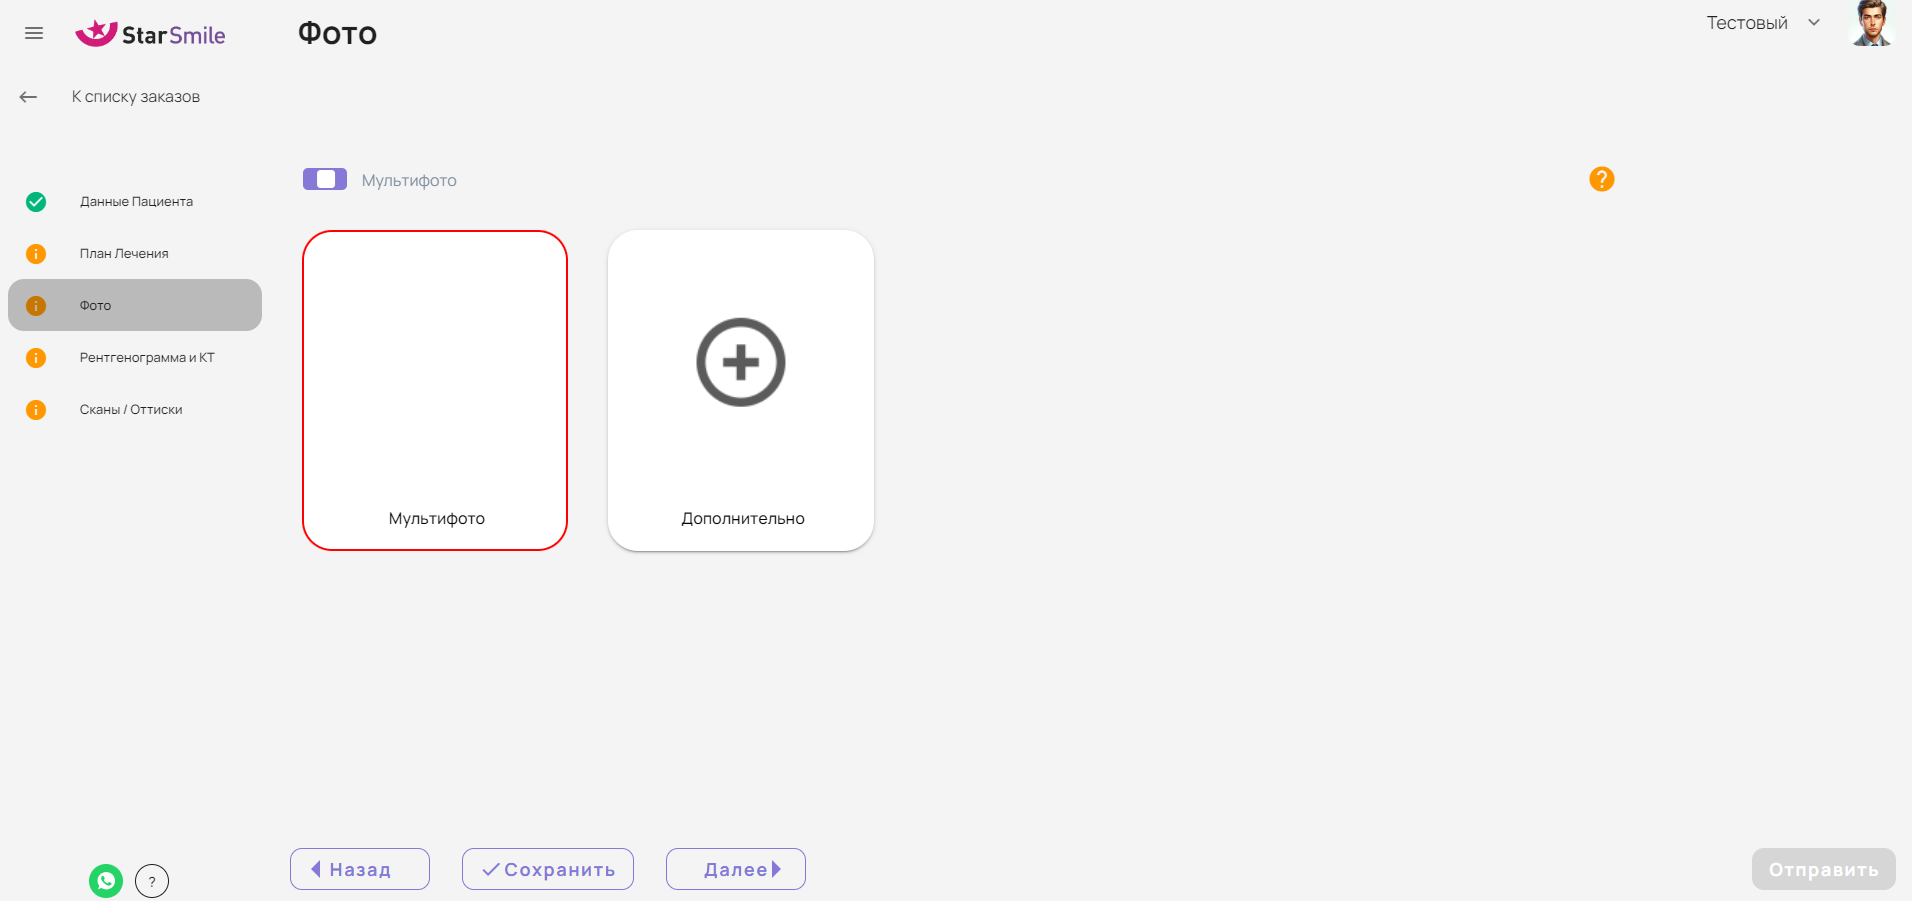 StarSmile
Фото
Тестовый
К списку заказов
Мультифото
?
Данные Пациента
План Лечения
Фото
Рентгенограмма и КТ
Сканы / Оттиски
Мультифото
Дополнительно
Назад
Сохранить
Далее
Отправить
?